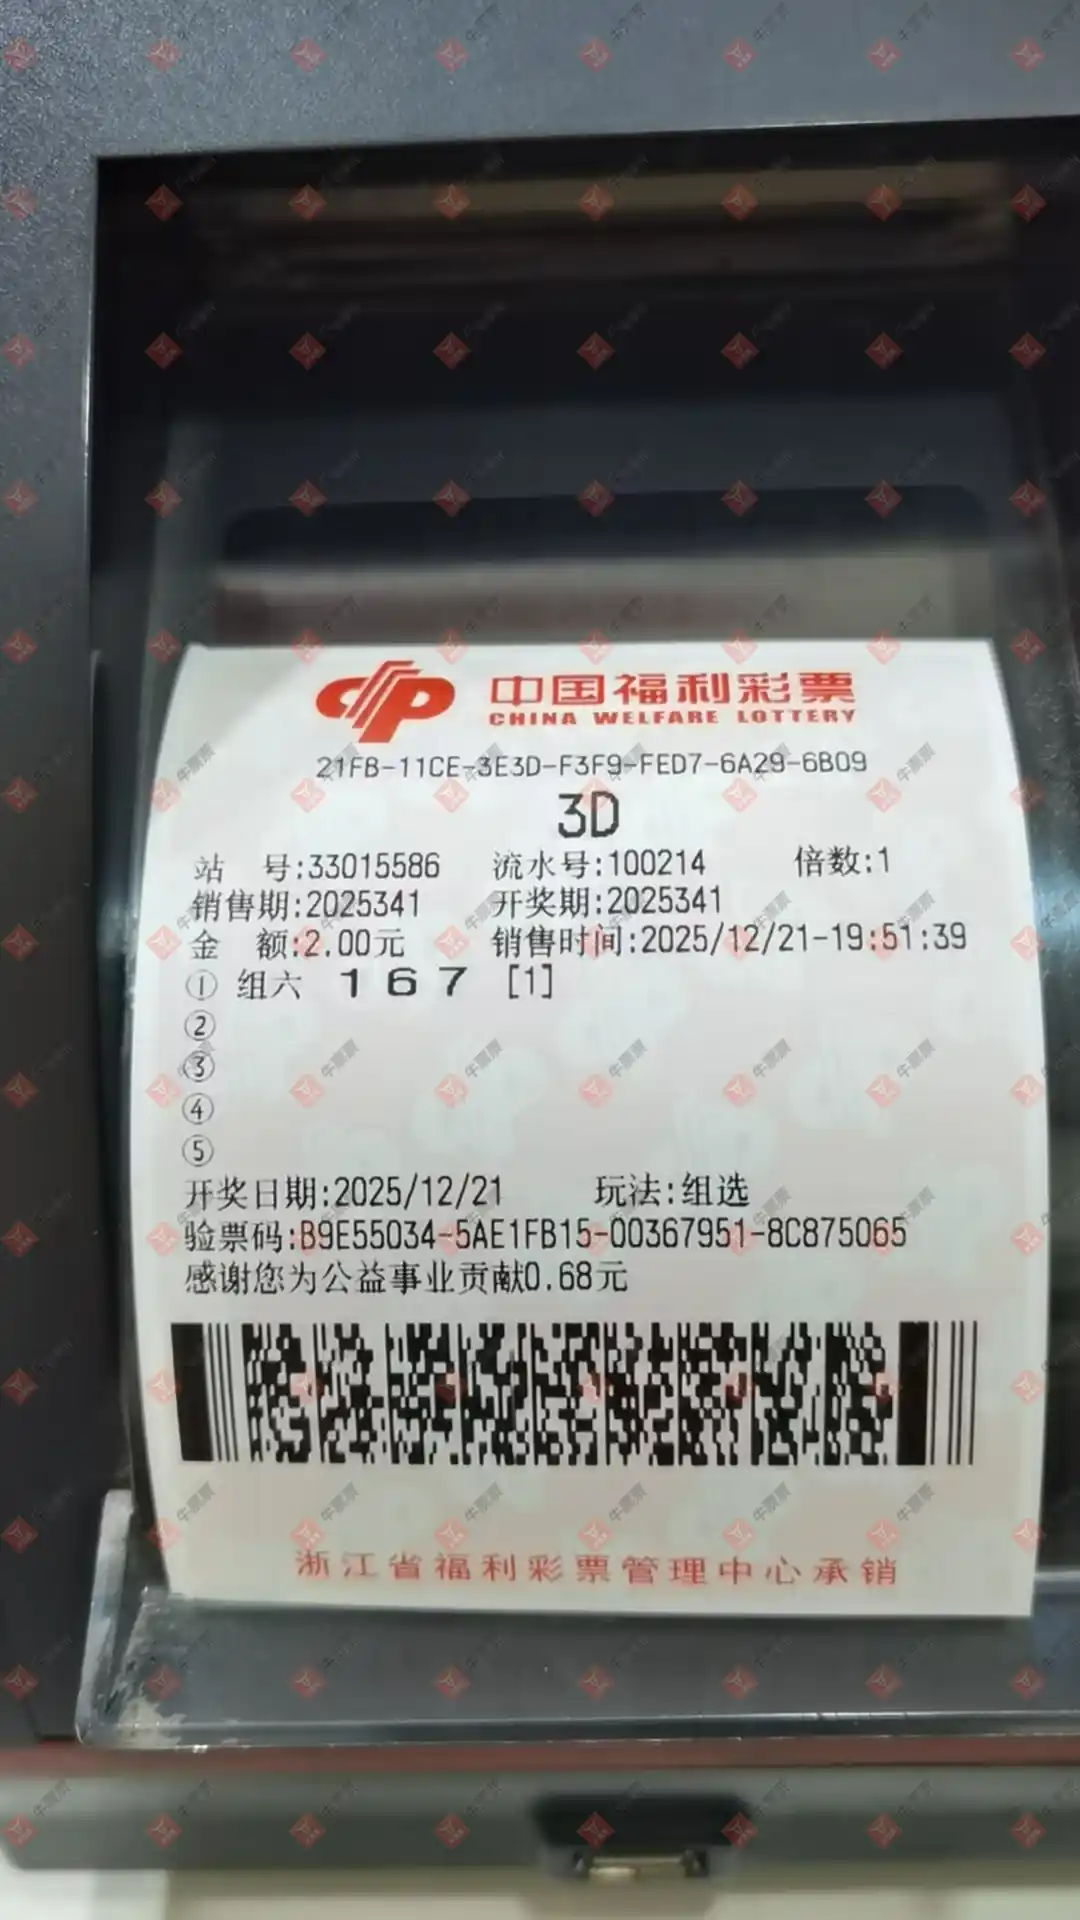 中国福利彩票
CHINA WELFARE LOTTERY
21FB-11CE-3E3D-F3F9-FED7-6A29-6B09
3D
站 号:33015586 流水号:100214 倍数:1
销售期:2025341 开奖期:2025341
金 额:2.00元 销售时间:2025/12/21-19:51:39
① 组六 1 6 7 [1]
②
③
④
⑤
开奖日期:2025/12/21 玩法:组选
验票码:B9E55034-5AE1FB15-00367951-8C875065
感谢您为公益事业贡献0.68元
浙江省福利彩票管理中心承销
牛票票